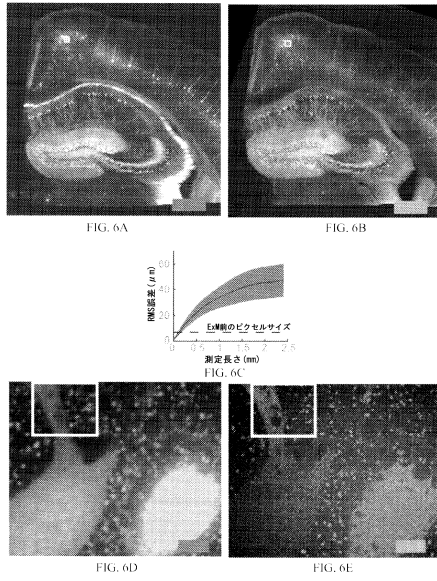 FIG. 6A
FIG. 6B
RMS誤差(μm)
60
40
20
0
ExM前のピクセルサイズ
0 0.5 1 1.5 2 2.5
測定長さ(mm)
FIG. 6C
FIG. 6D
FIG. 6E